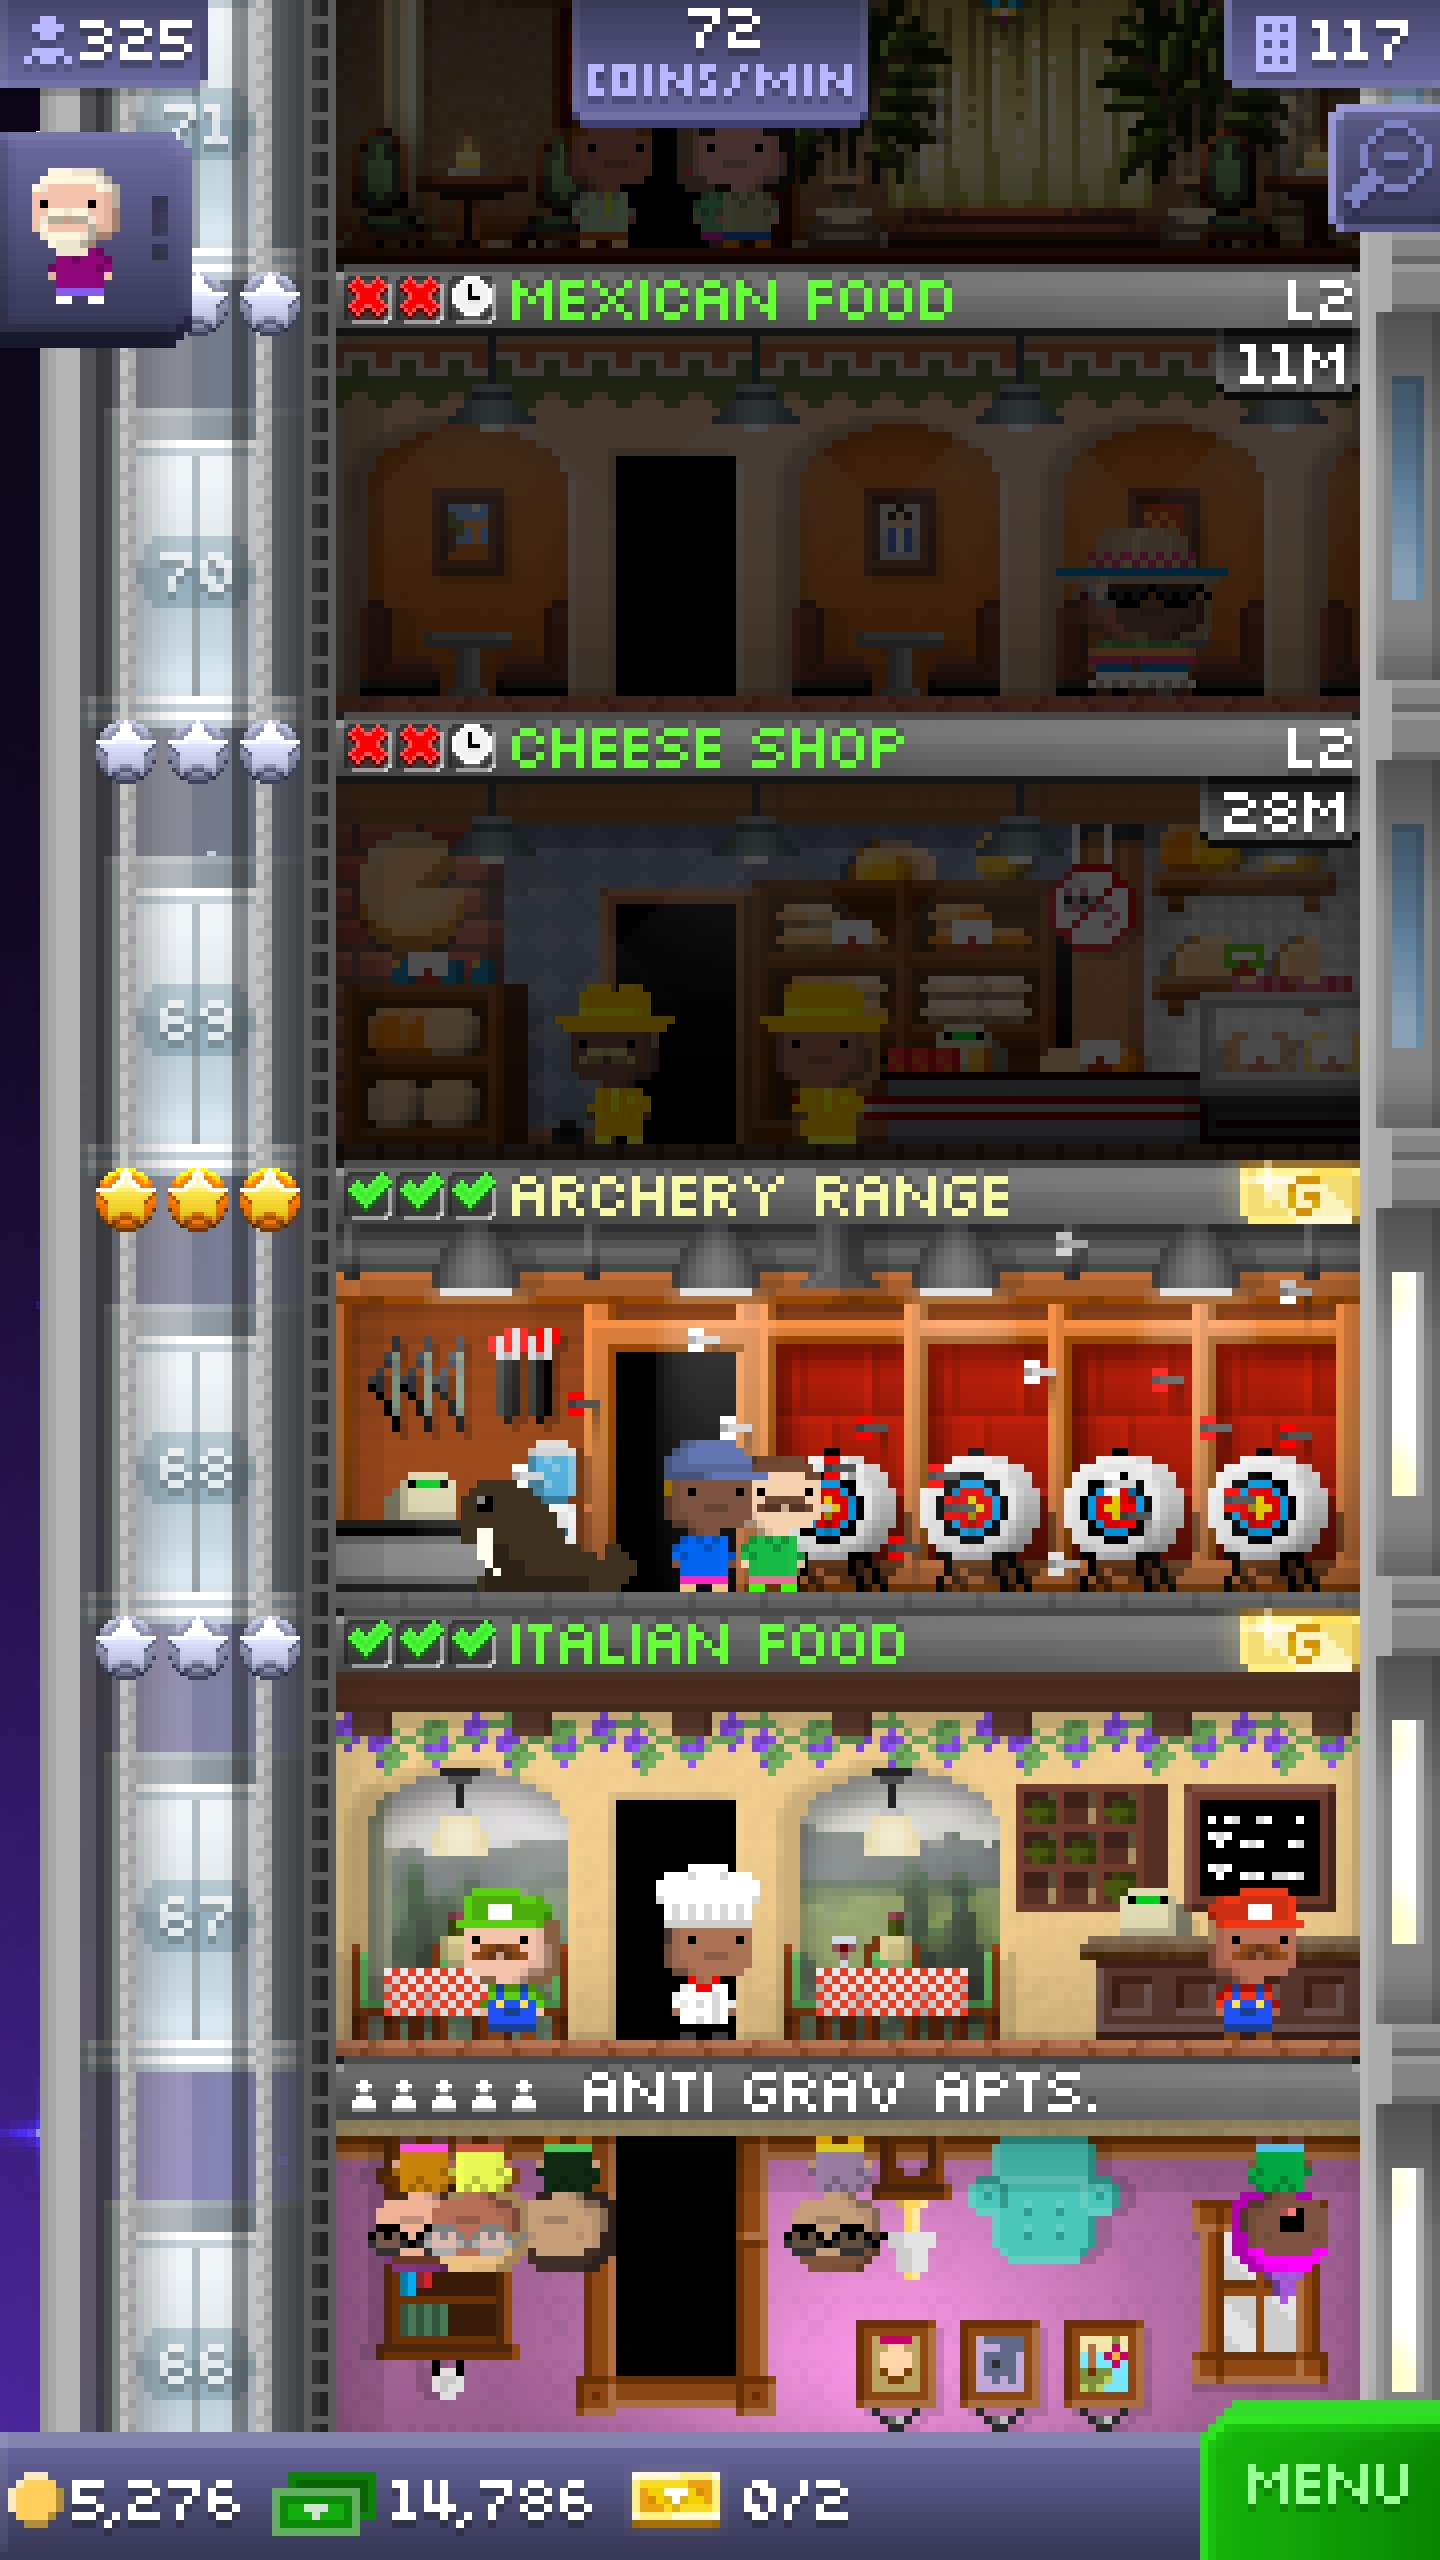 325
72
COINS/MIN
117
71
MEXICAN FOOD L2
11M
70
CHEESE SHOP L2
28M
69
ARCHERY RANGE G
68
ITALIAN FOOD G
67
ANTI GRAV APTS.
66
5,276 14,786 0/2
MENU